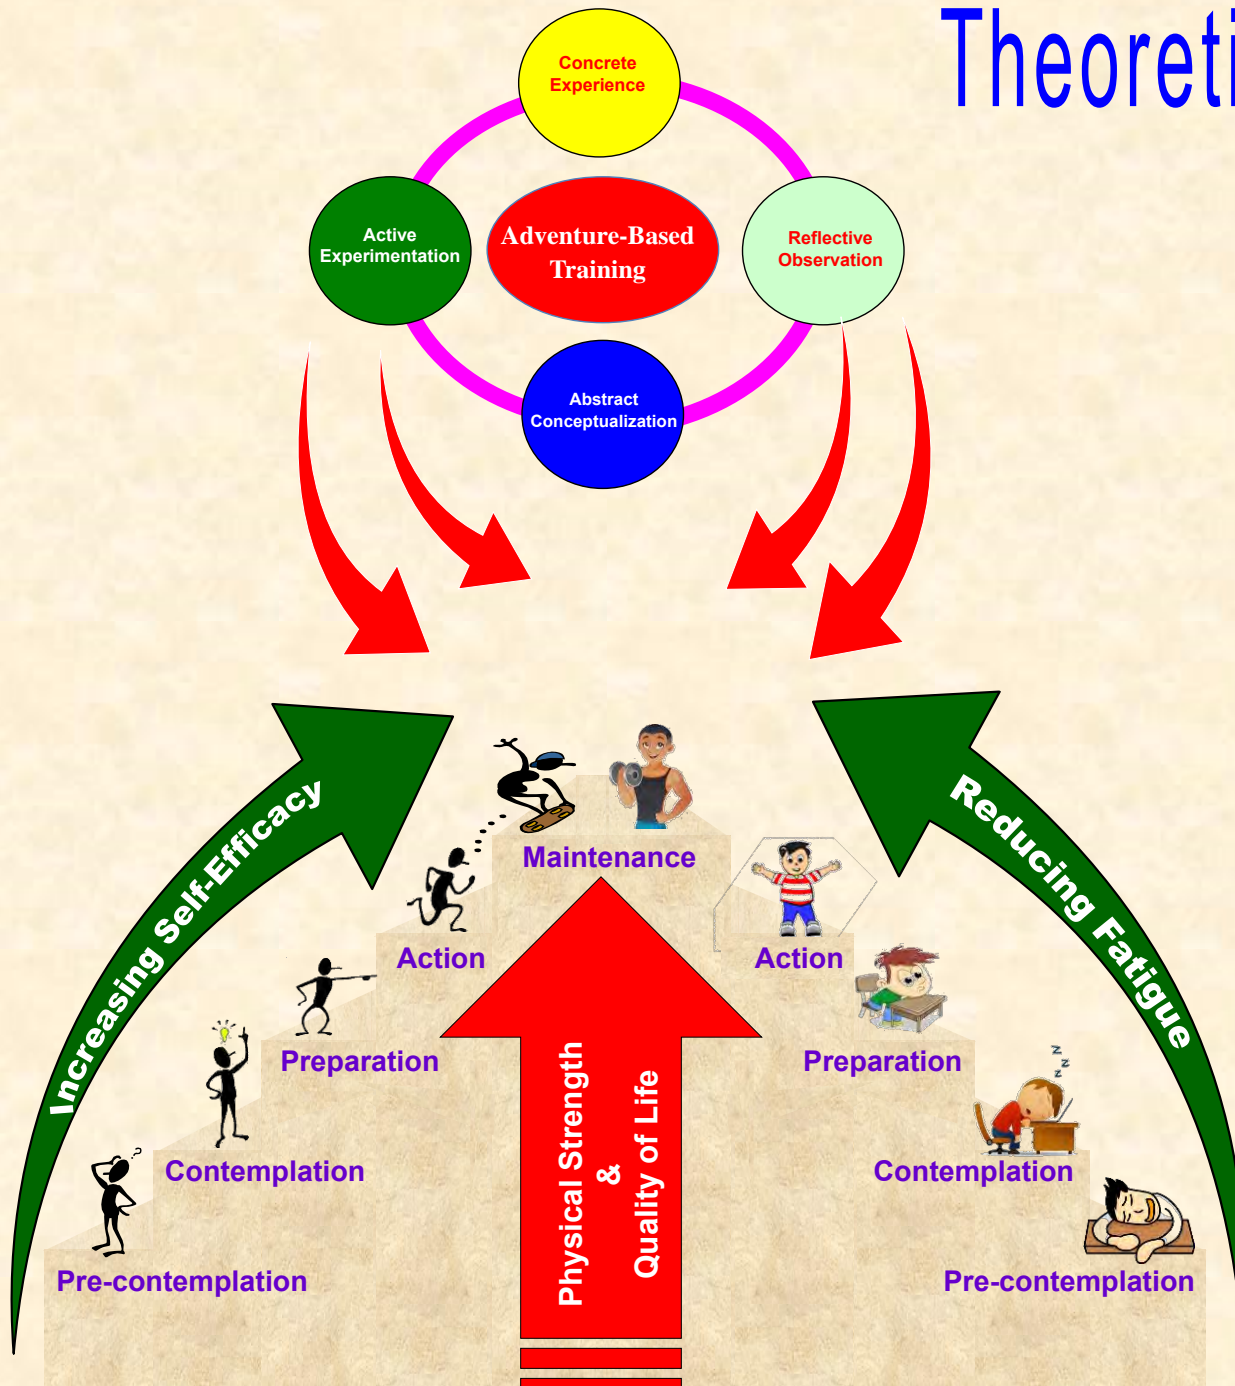 Theoreti
Concrete
Experience
Active
Experimentation
Adventure-Based
Training
Reflective
Observation
Abstract
Conceptualization
Increasing Self-Efficacy
Reducing Fatigue
Maintenance
Action
Action
Preparation
Preparation
Contemplation
Contemplation
Pre-contemplation
Pre-contemplation
Physical Strength
&
Quality of Life
?
z
z
z